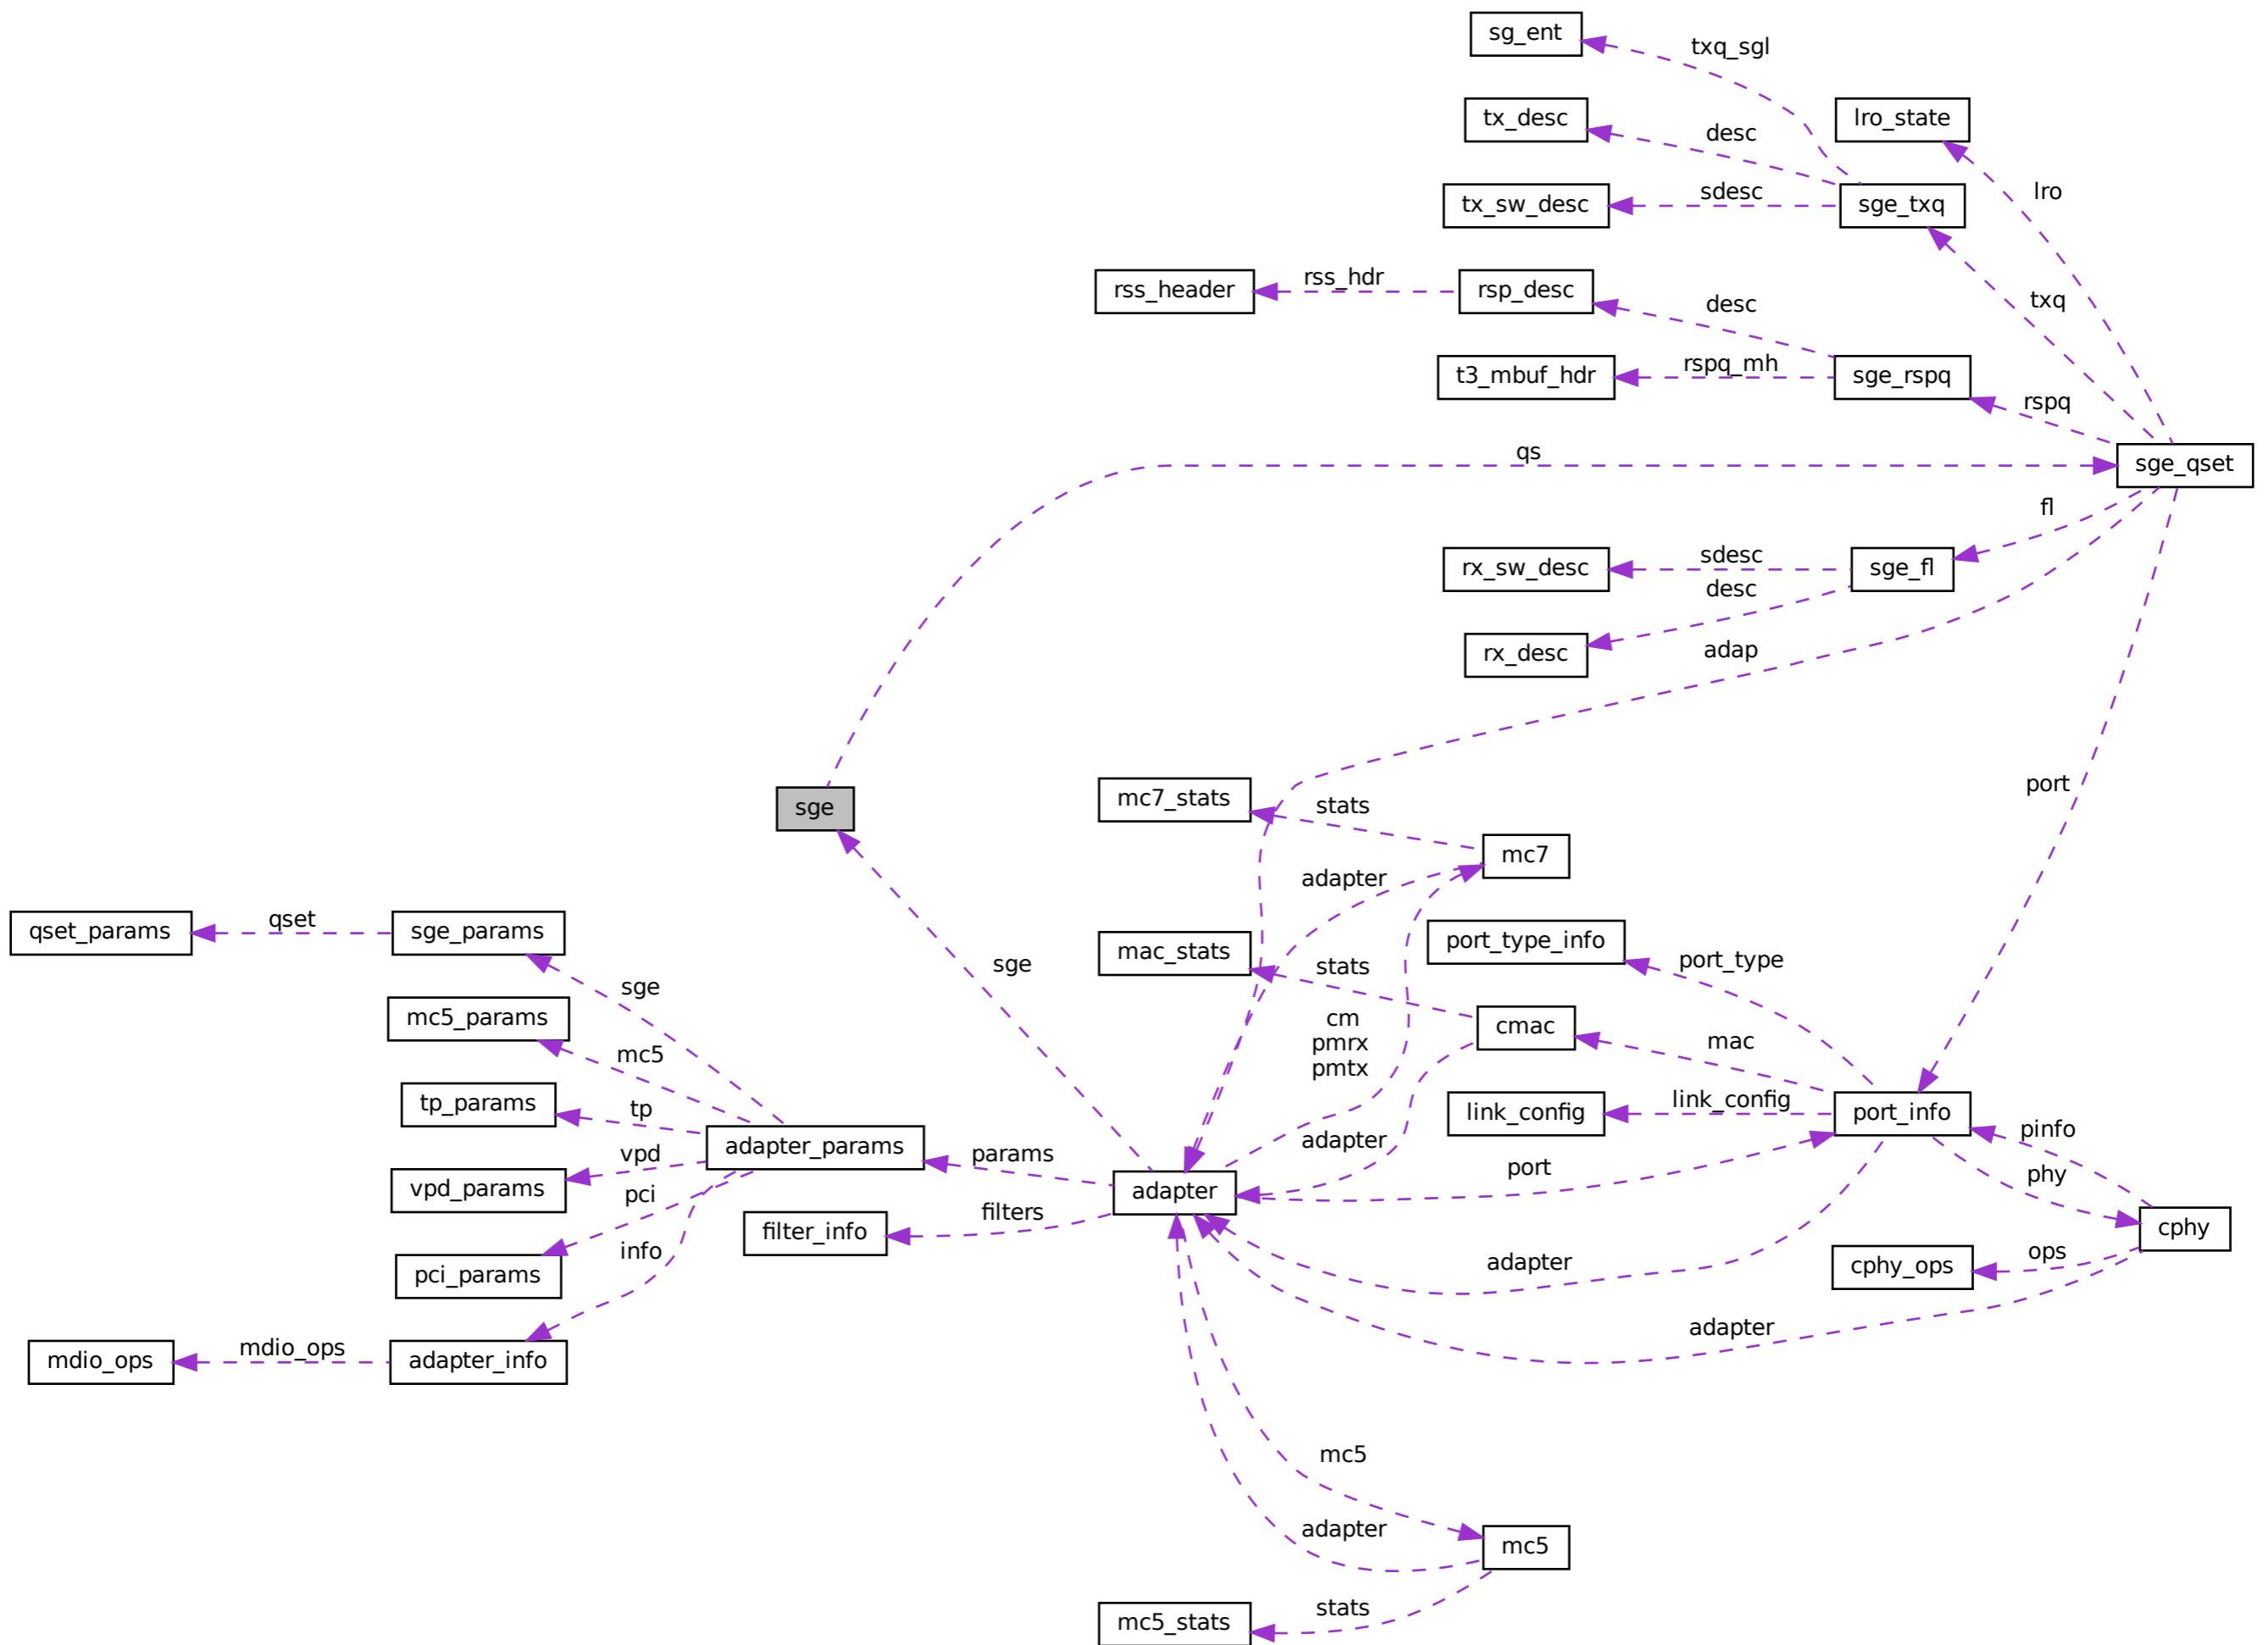 sg_ent
txq_sgl
tx_desc
desc
lro_state
tx_sw_desc
sdesc
sge_txq
lro
rss_header
rss_hdr
rsp_desc
desc
txq
t3_mbuf_hdr
rspq_mh
sge_rspq
rspq
qs
sge_qset
fl
rx_sw_desc
sdesc
sge_fl
desc
rx_desc
adap
port
mc7_stats
stats
sge
mc7
adapter
qset_params
qset
sge_params
mac_stats
port_type_info
port_type
sge
stats
sge
mc5_params
cm
pmrx
pmtx
cmac
mac
mc5
tp_params
tp
link_config
link_config
port_info
pinfo
adapter_params
params
adapter
vpd
vpd_params
adapter
port
phy
pci
filter_info
filters
cphy
info
pci_params
adapter
cphy_ops
ops
mdio_ops
mdio_ops
adapter_info
adapter
mc5
adapter
mc5
mc5_stats
stats